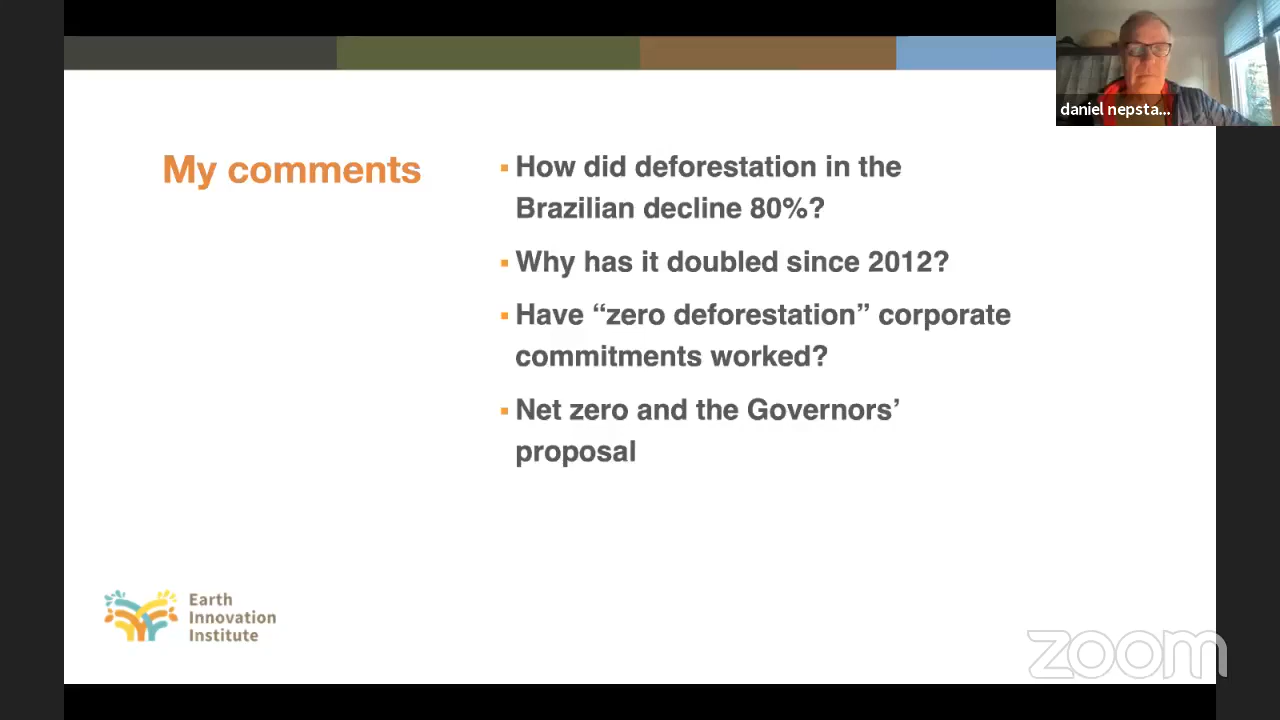 daniel nepsta...
My comments
▪ How did deforestation in the
Brazilian decline 80%?
▪ Why has it doubled since 2012?
▪ Have “zero deforestation” corporate
commitments worked?
▪ Net zero and the Governors’
proposal
Earth
Innovation
Institute
zoom